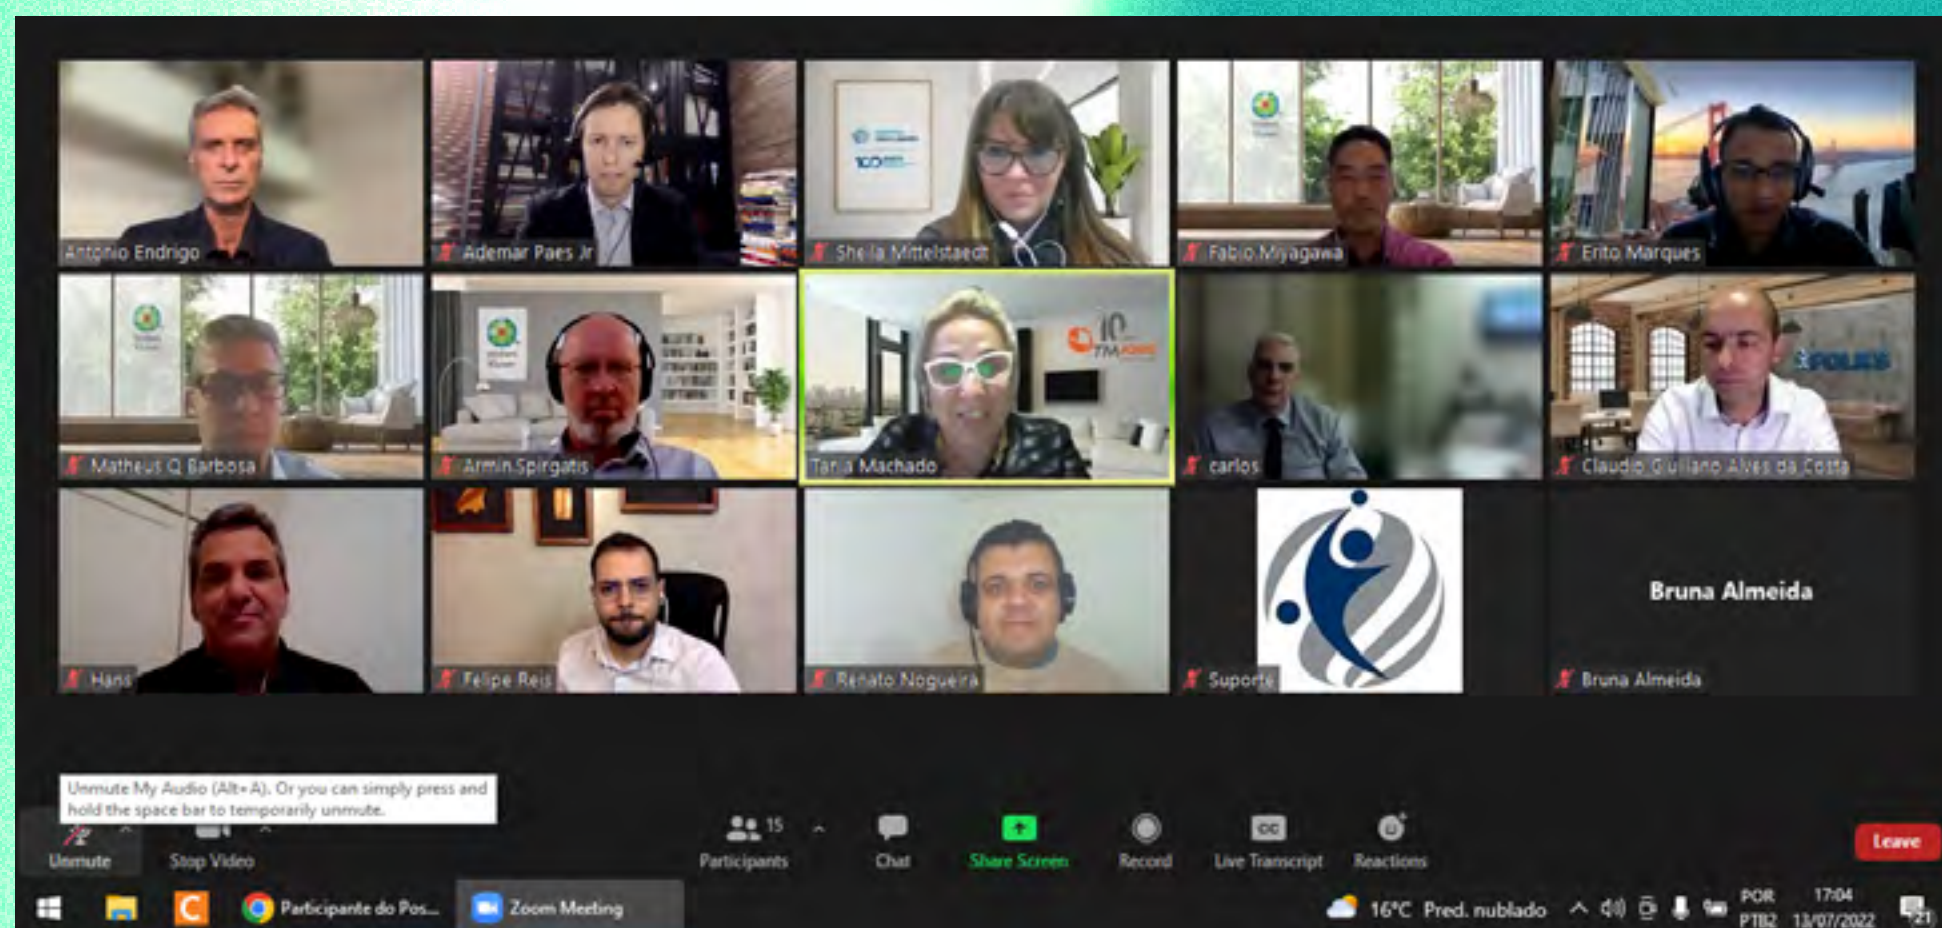 Antonio Endrigo
Ademar Paes Jr
Sheila Mittelstaedt
Fabio Miyagawa
Erito Marques
Matheus Q Barbosa
Armin Spirgatis
10
Tania Machado
carlos
FOLKS
Claudio Giuliano Alves da Costa
Hans
Felipe Reis
Renato Nogueira
Suporte
Bruna Almeida
Bruna Almeida
Unmute My Audio (Alt+A). Or you can simply press and
hold the space bar to temporarily unmute.
Unmute
Stop Video
15
Participants
Chat
Share Screen
Record
CC
Live Transcript
Reactions
Leave
Participante do Pos...
Zoom Meeting
16°C Pred. nublado
POR
PTB2
17:04
13/07/2022
21